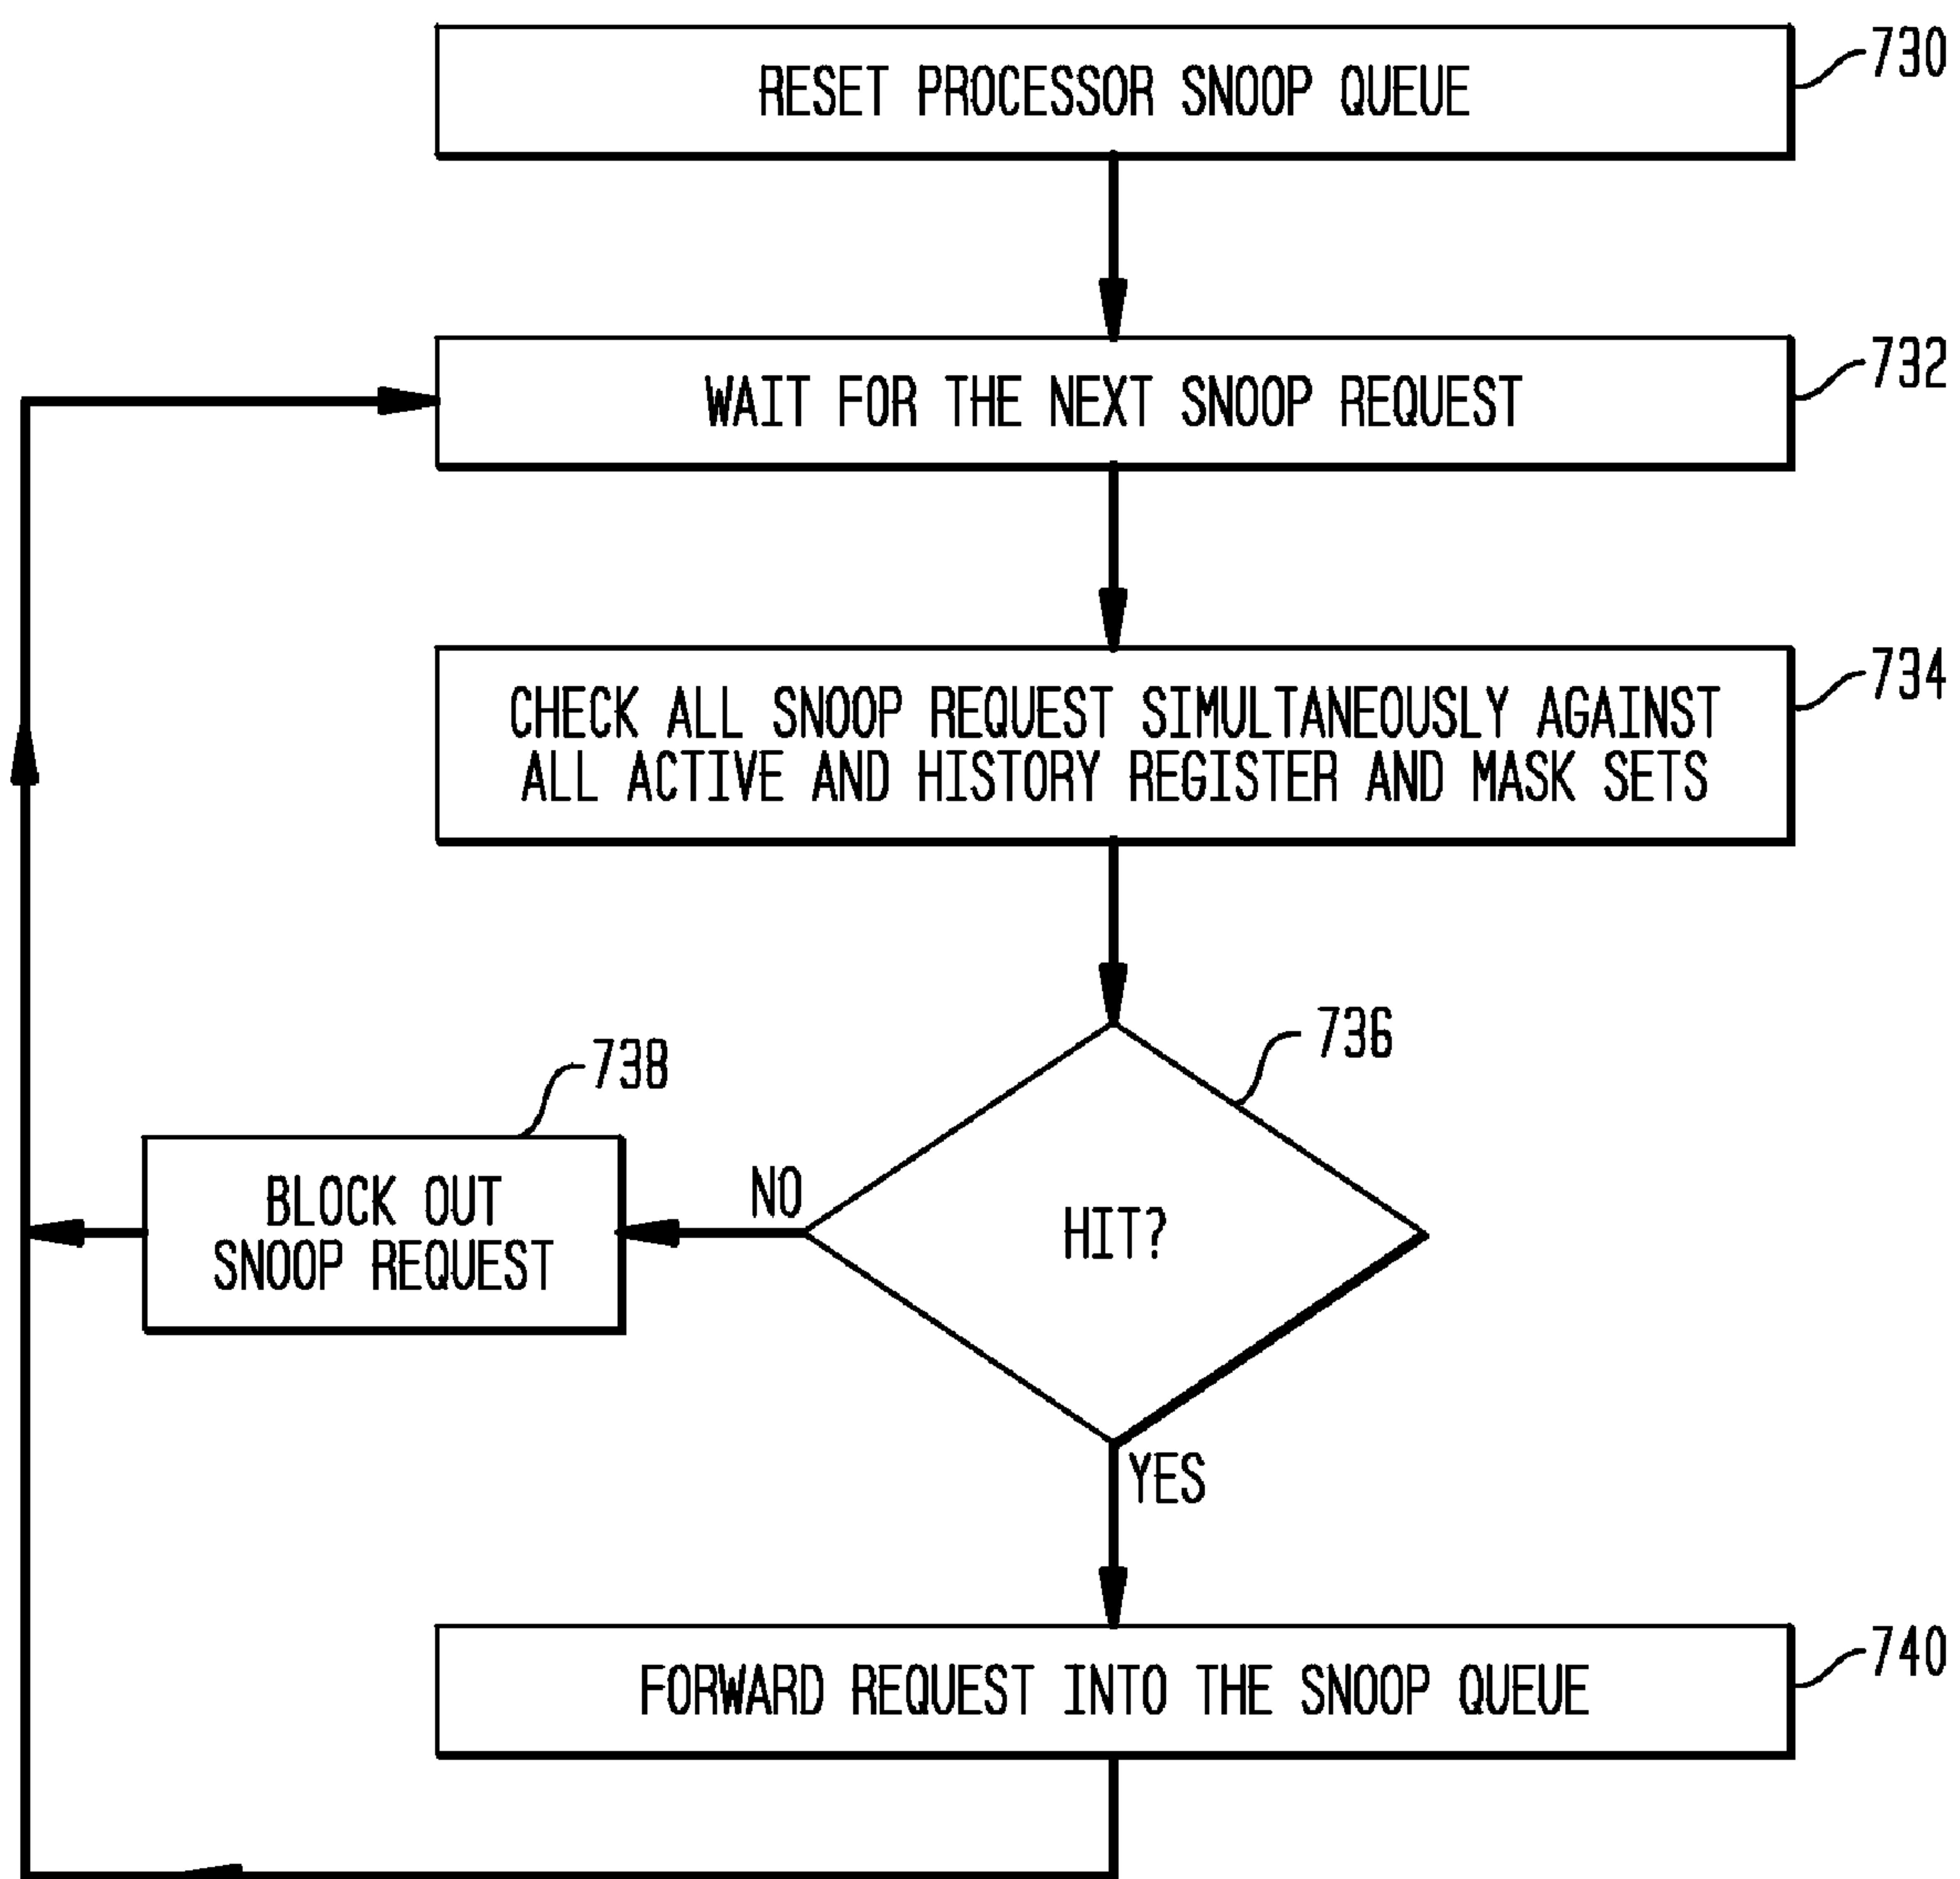 RESET PROCESSOR SNOOP QUEUE
730
WAIT FOR THE NEXT SNOOP REQUEST
732
CHECK ALL SNOOP REQUEST SIMULTANEOUSLY AGAINST
ALL ACTIVE AND HISTORY REGISTER AND MASK SETS
734
736
738
BLOCK OUT
SNOOP REQUEST
NO
HIT?
YES
FORWARD REQUEST INTO THE SNOOP QUEUE
740